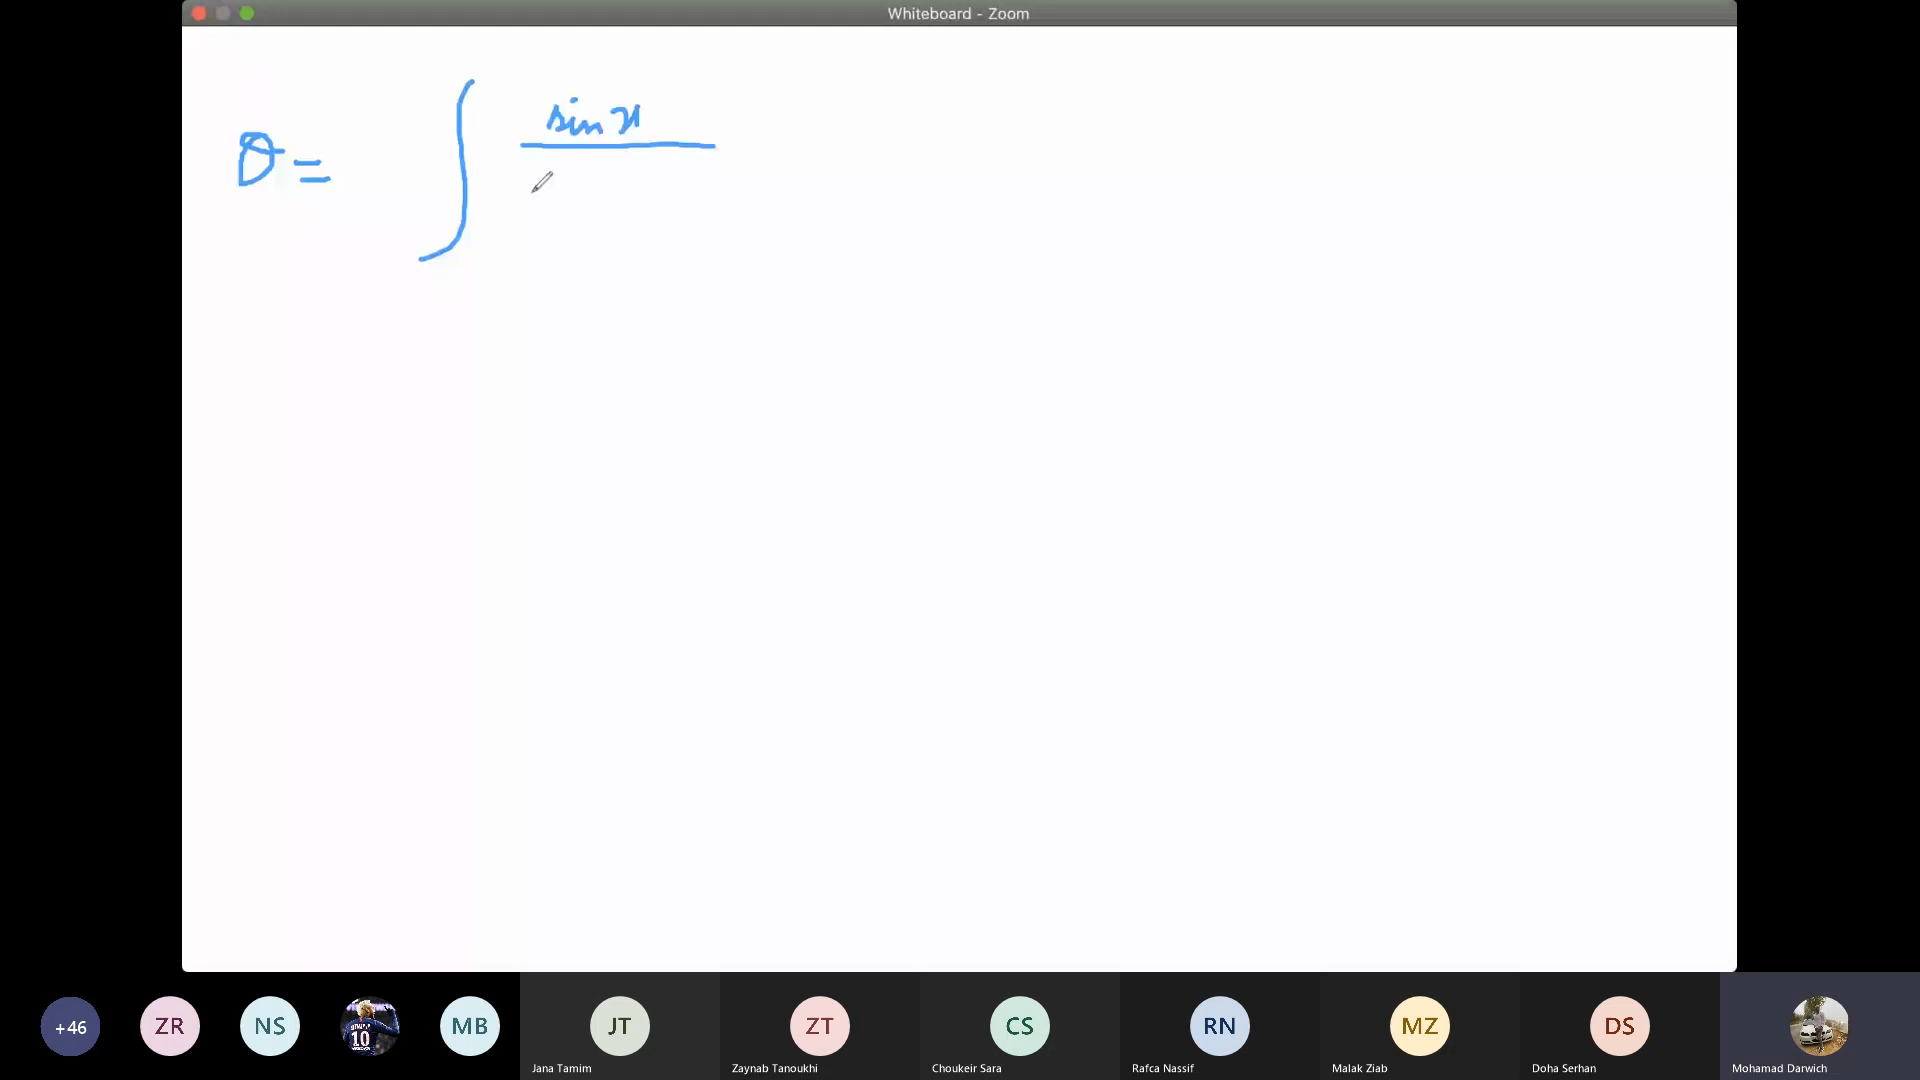 Whiteboard - Zoom
𝒪 = ∫ sin x
+46
ZR
NS
10
MB
JT
ZT
CS
RN
MZ
DS
Jana Tamim
Zaynab Tanoukhi
Choukeir Sara
Rafca Nassif
Malak Ziab
Doha Serhan
Mohamad Darwich